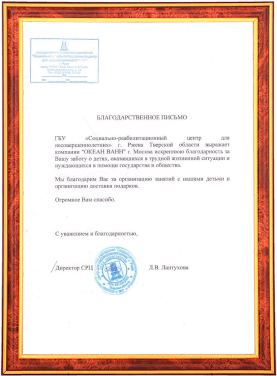 БЛАГОДАРСТВЕННОЕ ПИСЬМО
ГБУ «Социально-реабилитационный центр для
несовершеннолетних» г. Ржева Тверской области выражает
компании "ОКЕАН ВАНН" г. Москва искреннюю благодарность за
Вашу заботу о детях, оказавшихся в трудной жизненной ситуации и
нуждающихся в помощи государства и общества.
Мы благодарим Вас за организацию занятий с нашими детьми и
организацию доставки подарков.
Огромное Вам спасибо.
С уважением и благодарностью,
Директор СРЦ Л.В. Лаптухова